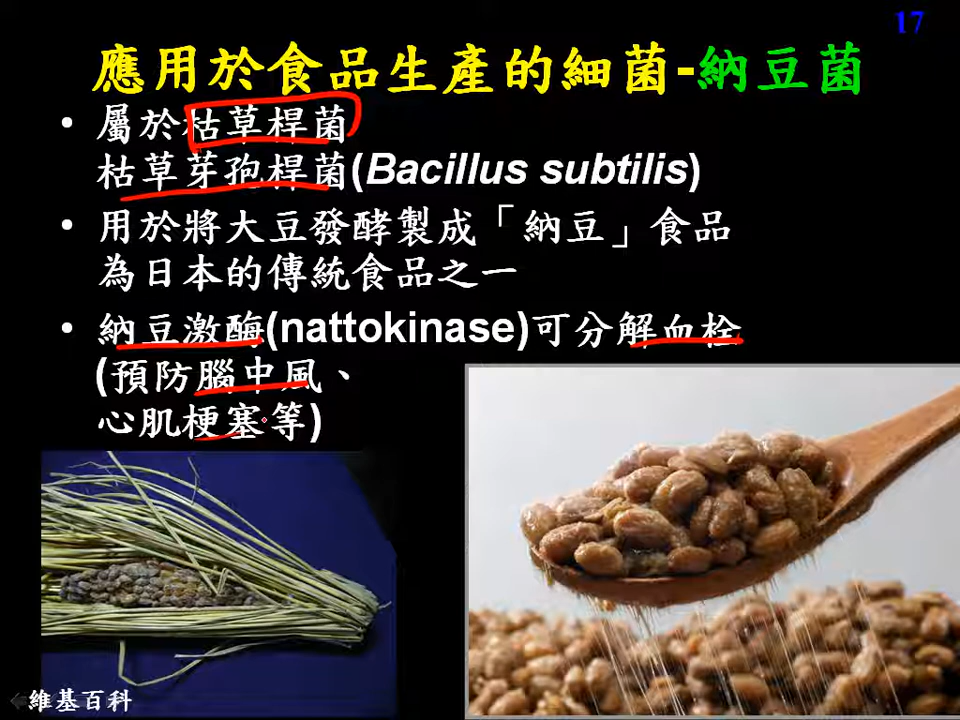 17
應用於食品生產的細菌-納豆菌
• 屬於枯草桿菌
枯草芽孢桿菌(Bacillus subtilis)
• 用於將大豆發酵製成「納豆」食品
為日本的傳統食品之一
• 納豆激酶(nattokinase)可分解血栓
(預防腦中風、
心肌梗塞等)
維基百科